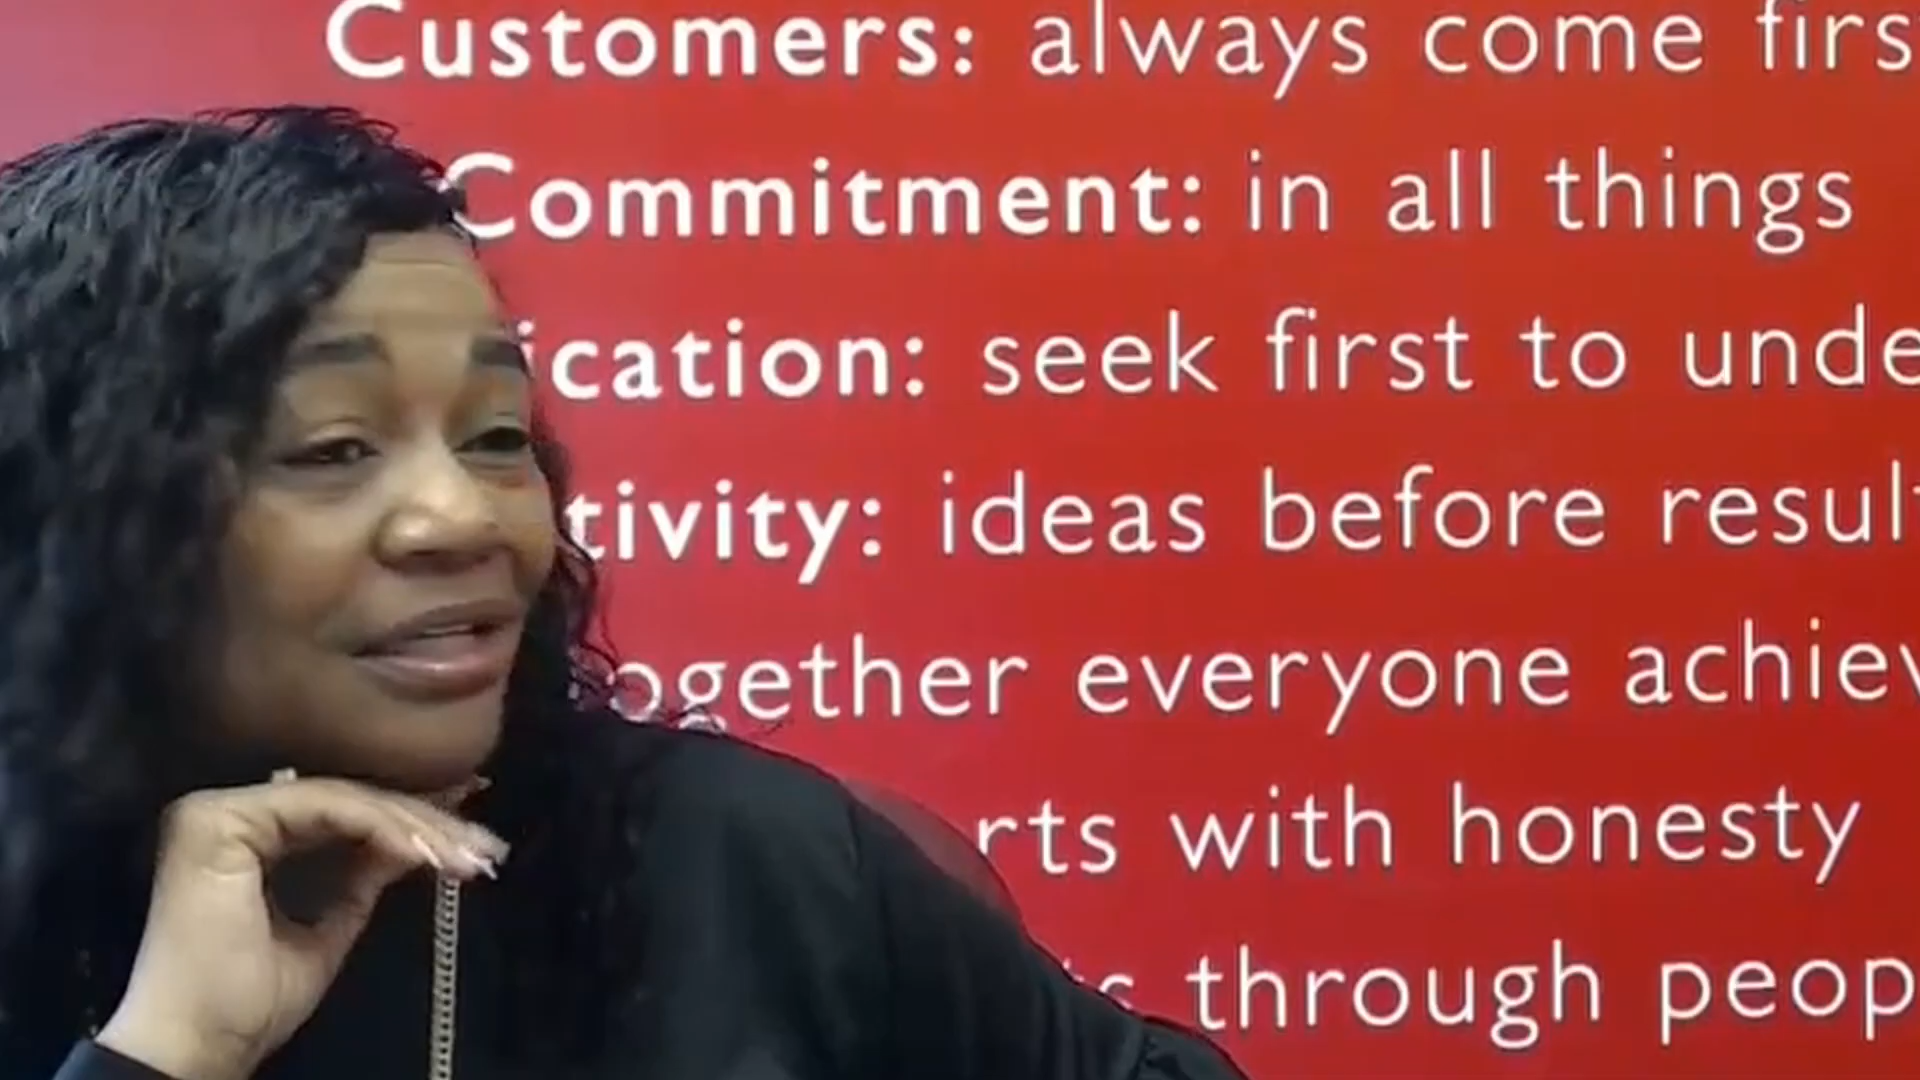 Customers: always come firs
Commitment: in all things
ication: seek first to unde
tivity: ideas before result
ogether everyone achiev
rts with honesty
s through peop